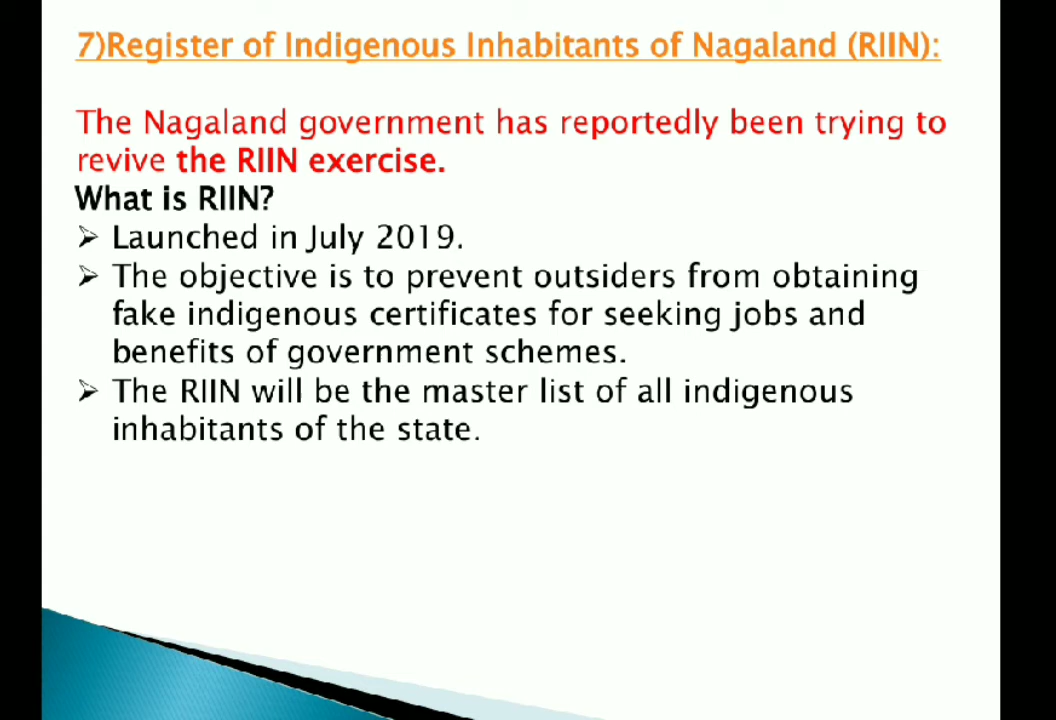 7)Register of Indigenous Inhabitants of Nagaland (RIIN):
The Nagaland government has reportedly been trying to
revive the RIIN exercise.
What is RIIN?
➢ Launched in July 2019.
➢ The objective is to prevent outsiders from obtaining
fake indigenous certificates for seeking jobs and
benefits of government schemes.
➢ The RIIN will be the master list of all indigenous
inhabitants of the state.